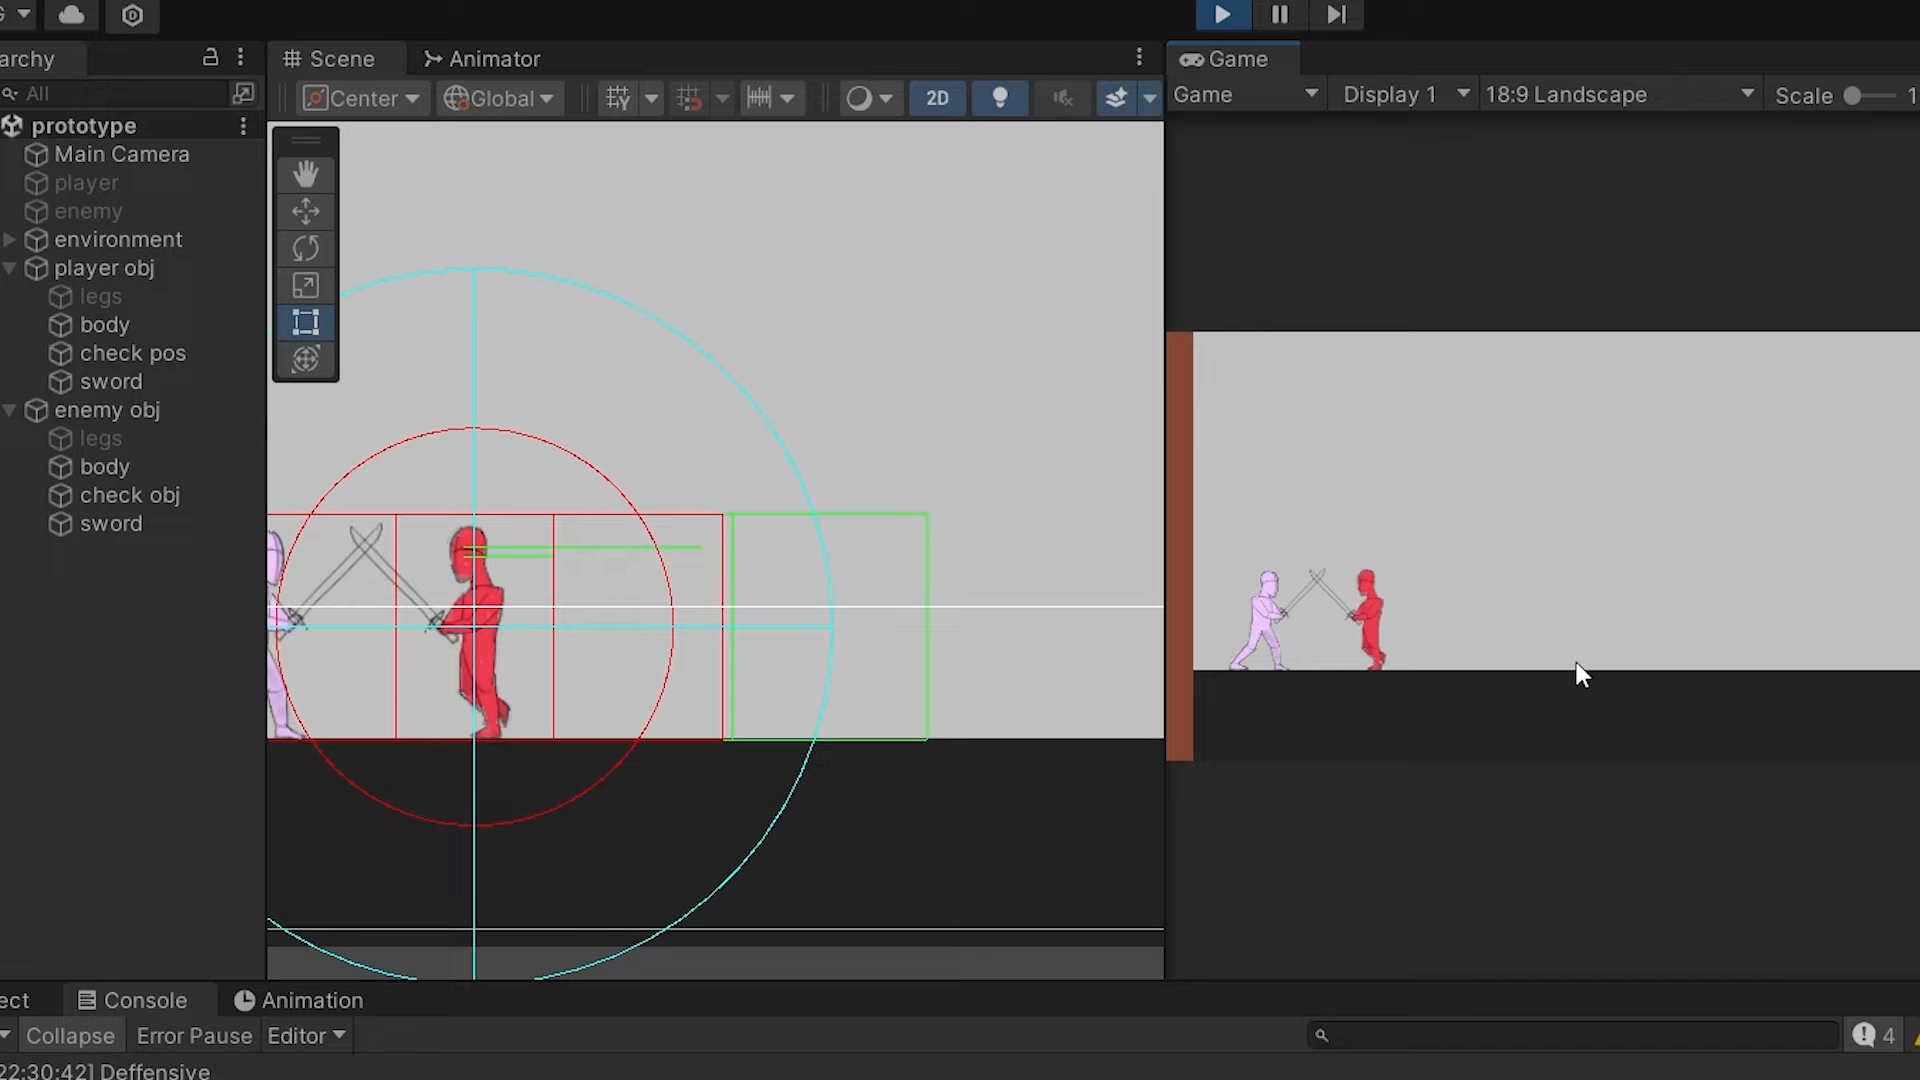 G
archy
Scene
Animator
Game
All
Center
Global
2D
Game
Display 1
18:9 Landscape
Scale
1
prototype
Main Camera
player
enemy
environment
player obj
legs
body
check pos
sword
enemy obj
legs
body
check obj
sword
ect
Console
Animation
Collapse
Error Pause
Editor
4
22:30:42] Deffensive